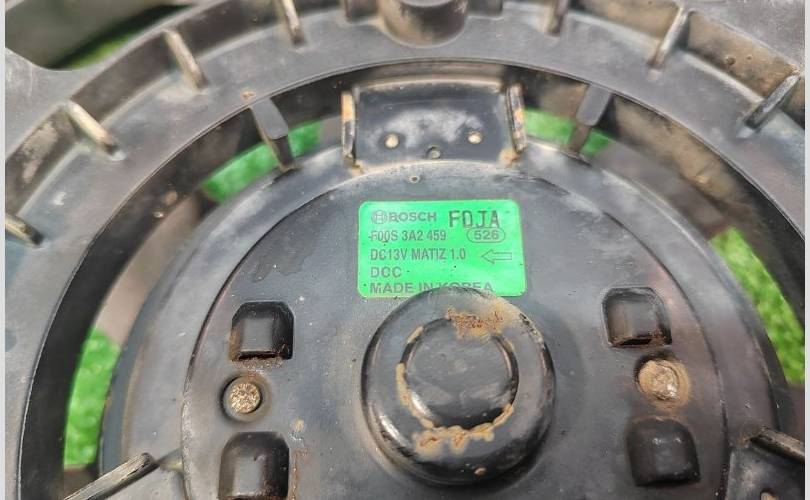 BOSCH FDJA
F00S 3A2 459 526
DC13V MATIZ 1.0
DCC
MADE IN KOREA